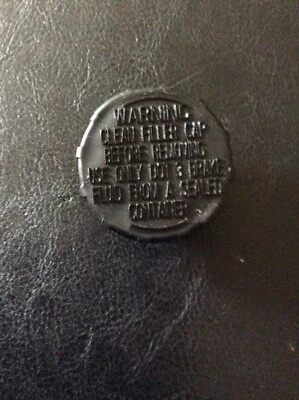 WARNING
CLEAN FILLER CAP
BEFORE REMOVING
USE ONLY DOT 3 BRAKE
FLUID FROM A SEALED
CONTAINER